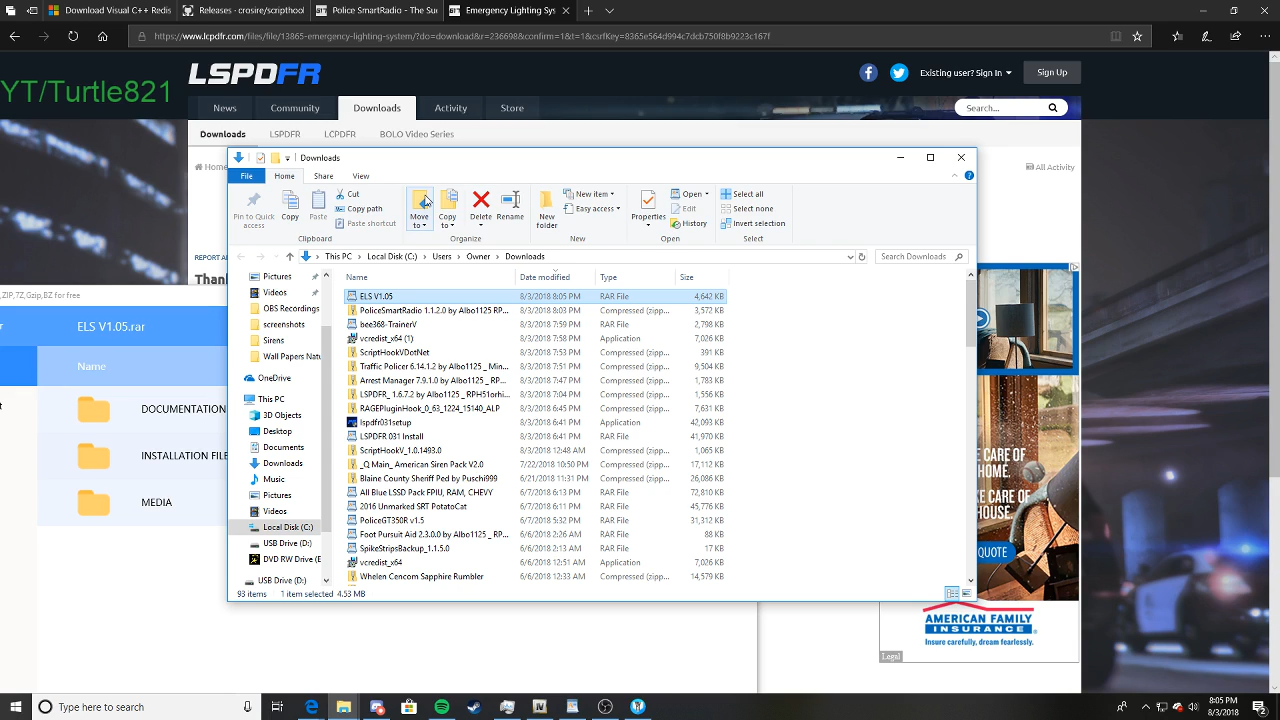 Download Visual C++ Redis
Releases - crosire/scripthool
Police SmartRadio - The Su
Emergency Lighting Sys
https://www.lcpdfr.com/files/file/13865-emergency-lighting-system/?do=download&r=236698&confirm=1&t=1&csrfKey=8365e564d994c7dcb750f8b9223c167f
YT/Turtle821
LSPDFR
Existing user? Sign In
Sign Up
News
Community
Downloads
Activity
Store
Search...
Downloads
LSPDFR
LCPDFR
BOLO Video Series
Home
All Activity
REPORT A
Thank
,ZIP,7Z,Gzip,BZ for free
r
ELS V1.05.rar
Name
t
DOCUMENTATION
INSTALLATION FILE
MEDIA
Downloads
File
Home
Share
View
Pin to Quick access
Copy
Paste
Cut
Copy path
Paste shortcut
Clipboard
Move to
Copy to
Delete
Rename
Organize
New folder
New item
Easy access
New
Properties
Open
Edit
History
Open
Select all
Select none
Invert selection
Select
This PC > Local Disk (C:) > Users > Owner > Downloads
Search Downloads
Pictures
Videos
OBS Recordings
screenshots
Sirens
Wall Papers Natu
OneDrive
This PC
3D Objects
Desktop
Documents
Downloads
Music
Pictures
Videos
Local Disk (C:)
USB Drive (D:)
DVD RW Drive (E
USB Drive (D:)
Name Date modified Type Size
ELS V1.05 8/3/2018 8:05 PM RAR File 4,642 KB
PoliceSmartRadio 1.1.2.0 by Albo1125 RP... 8/3/2018 8:03 PM Compressed (zipp... 3,572 KB
bee368-TrainerV 8/3/2018 7:59 PM RAR File 2,798 KB
vcredist_x64 (1) 8/3/2018 7:58 PM Application 7,026 KB
ScriptHookVDotNet 8/3/2018 7:53 PM Compressed (zipp... 391 KB
Traffic Policer 6.14.1.2 by Albo1125 _ Min... 8/3/2018 7:51 PM Compressed (zipp... 9,504 KB
Arrest Manager 7.9.1.0 by Albo1125 _ RP... 8/3/2018 7:47 PM Compressed (zipp... 1,783 KB
LSPDFR_ 1.6.7.2 by Albo1125 _ RPH51orhi... 8/3/2018 7:04 PM Compressed (zipp... 1,556 KB
RAGEPluginHook_0_63_1224_15140_ALP 8/3/2018 6:45 PM Compressed (zipp... 7,631 KB
lspdfr031setup 8/3/2018 6:41 PM Application 42,093 KB
LSPDFR 031 Install 8/3/2018 6:41 PM RAR File 41,970 KB
ScriptHookV_1.0.1493.0 8/3/2018 12:48 AM Compressed (zipp... 1,065 KB
_Q Main_ American Siren Pack V2.0 7/22/2018 10:50 PM Compressed (zipp... 17,112 KB
Blaine County Sheriff Ped by Puschi999 6/21/2018 11:31 PM Compressed (zipp... 26,086 KB
All Blue LSSD Pack FPIU, RAM, CHEVY 6/7/2018 6:13 PM RAR File 72,810 KB
2016 Unmarked SRT PotatoCat 6/7/2018 6:11 PM RAR File 45,776 KB
PoliceGT350R v1.5 6/7/2018 5:32 PM RAR File 31,312 KB
Foot Pursuit Aid 2.3.0.0 by Albo1125 _ RP... 6/6/2018 2:26 AM RAR File 88 KB
SpikeStripsBackup_1.1.5.0 6/6/2018 2:13 AM RAR File 17 KB
vcredist_x64 6/6/2018 12:51 AM Application 7,026 KB
Whelen Cencom Sapphire Rumbler 6/6/2018 12:33 AM Compressed (zipp... 14,579 KB
93 items
1 item selected 4.53 MB
E CARE OF
HOME.
KE CARE OF
HOUSE.
QUOTE
AMERICAN FAMILY
INSURANCE
Insure carefully, dream fearlessly.
Legal
Type here to search
8:05 PM
8/3/2018